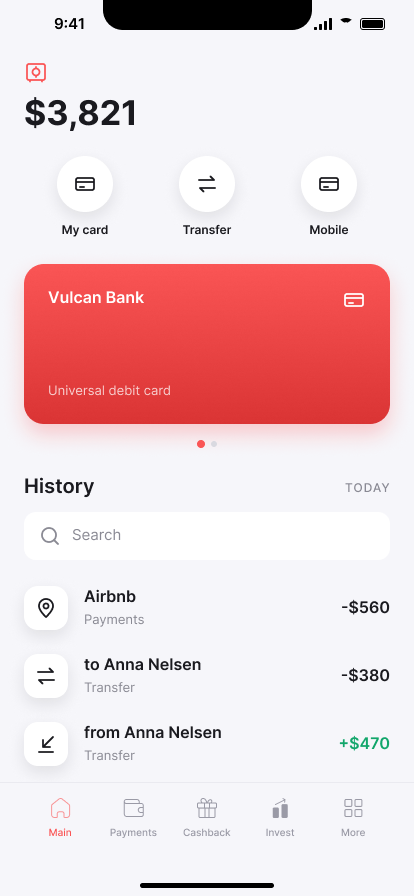 9:41
$3,821
My card
Transfer
Mobile
Vulcan Bank
Universal debit card
History
TODAY
Search
Airbnb
-$560
Payments
to Anna Nelsen
-$380
Transfer
from Anna Nelsen
+$470
Transfer
Main
Payments
Cashback
Invest
More